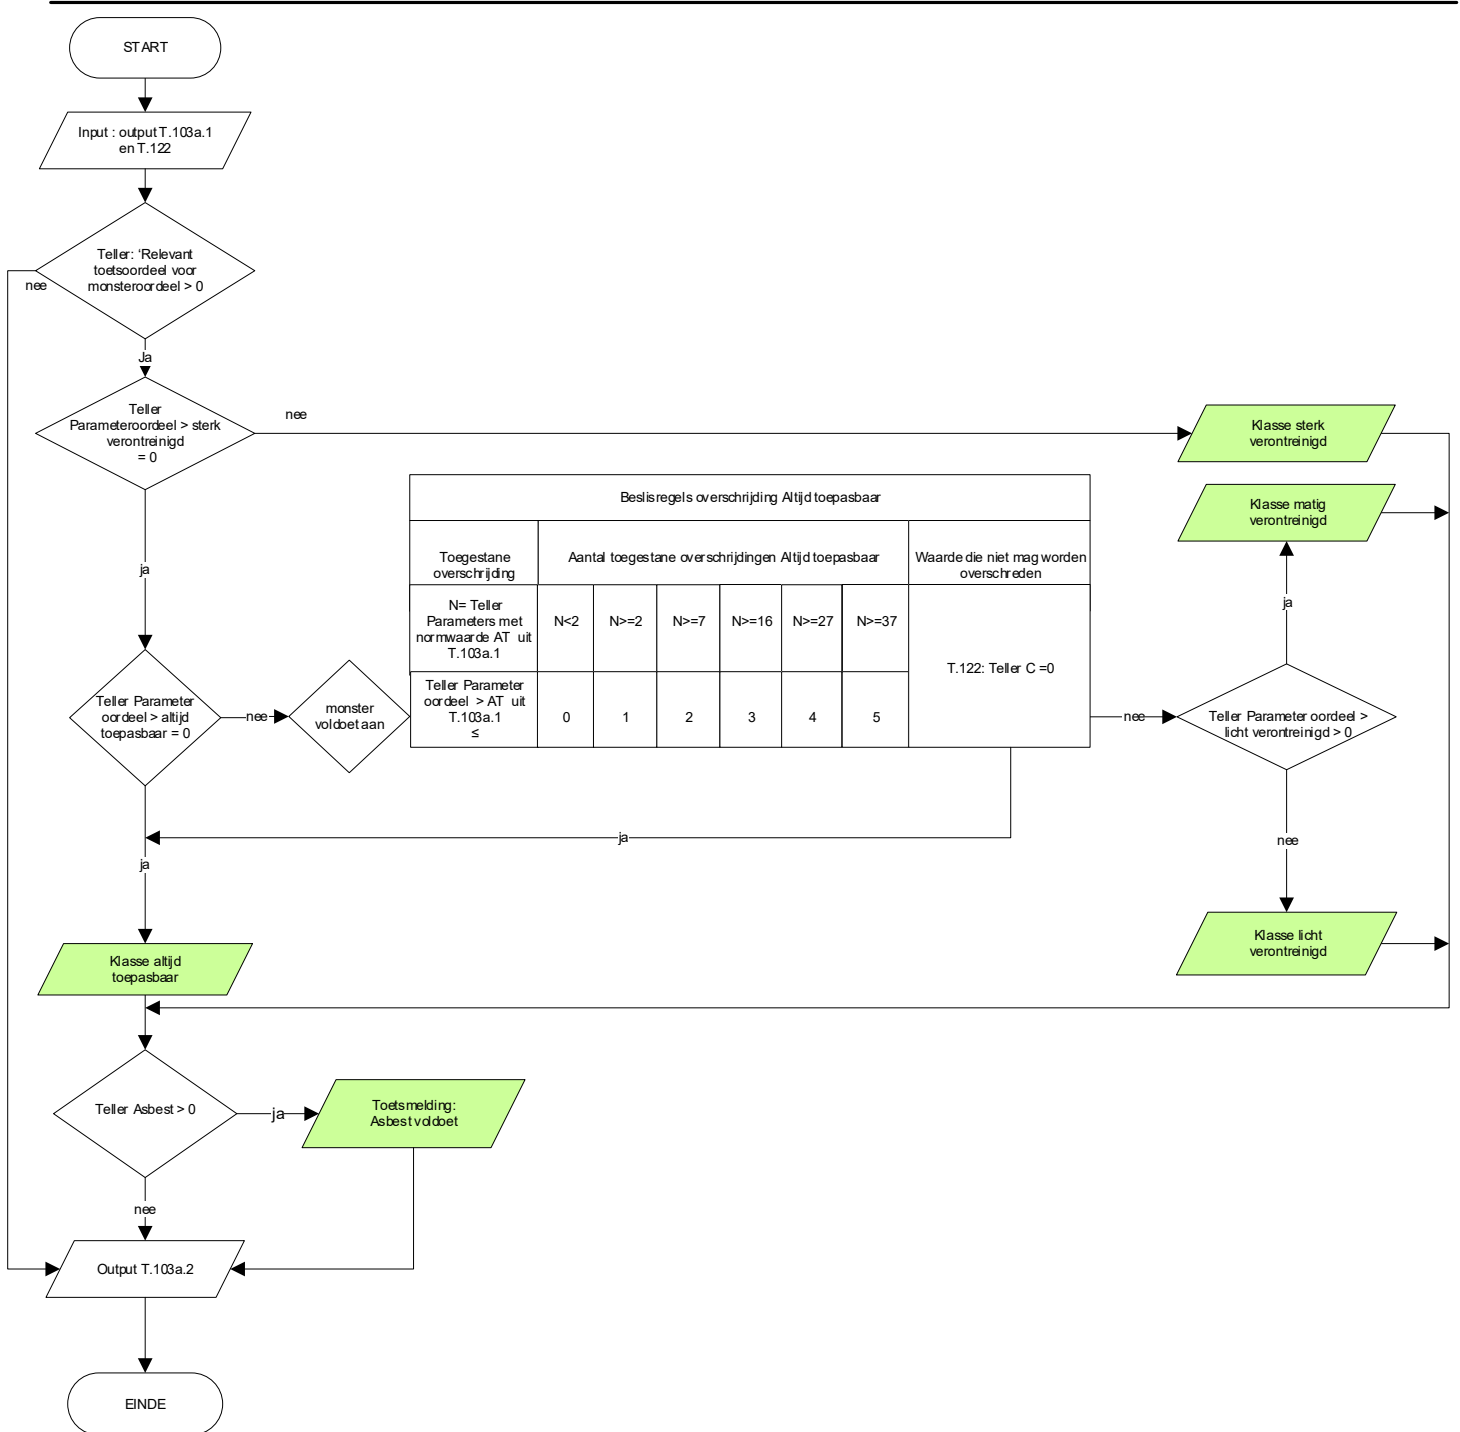 START
Input : output T.103a.1
en T.122
Teller: ‘Relevant
toetsoordeel voor
monsteroordeel > 0
nee
Ja
Teller
Parameteroordeel > sterk
verontreinigd
= 0
nee
Klasse sterk
verontreinigd
ja
Beslisregels overschrijding Altijd toepasbaar
Toegestane
overschrijding
Aantal toegestane overschrijdingen Altijd toepasbaar
Waarde die niet mag worden
overschreden
N= Teller
Parameters met
normwaarde AT uit
T.103a.1
N<2
N>=2
N>=7
N>=16
N>=27
N>=37
T.122: Teller C =0
Teller Parameter
oordeel > AT uit
T.103a.1
≤
0
1
2
3
4
5
Klasse matig
verontreinigd
ja
Teller Parameter
oordeel > altijd
toepasbaar = 0
nee
monster
voldoet aan
nee
Teller Parameter oordeel >
licht verontreinigd > 0
ja
ja
nee
Klasse licht
verontreinigd
Klasse altijd
toepasbaar
Teller Asbest > 0
ja
Toetsmelding:
Asbest voldoet
nee
Output T.103a.2
EINDE